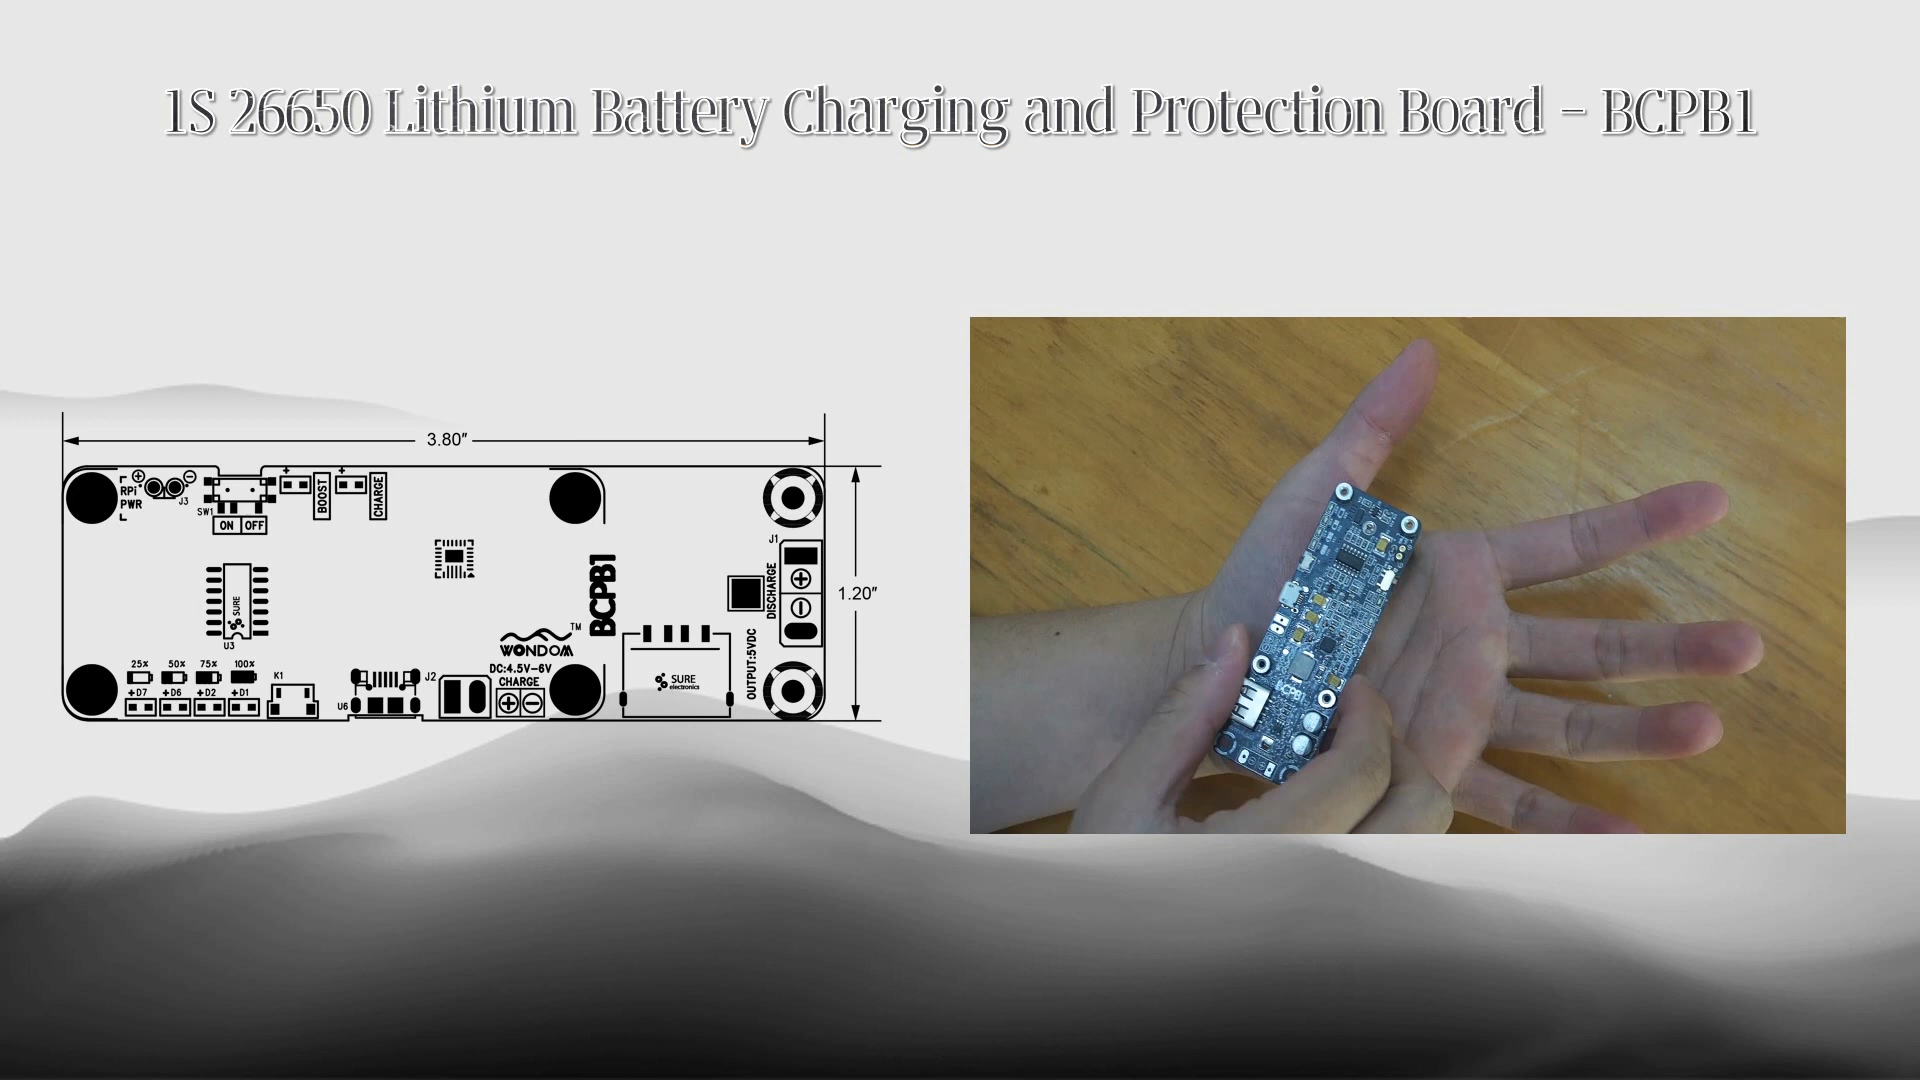 1S 26650 Lithium Battery Charging and Protection Board - BCPB1
3.80"
1.20"
RPi
PWR
J3
SW1
ON OFF
BOOST
CHARGE
J1
DISCHARGE
OUTPUT:5VDC
BCPB1
SURE
U3
TM
WONDOM
DC:4.5V-6V
CHARGE
25% 50% 75% 100%
+D7 +D6 +D2 +D1
K1
U6
J2
SURE
electronics
BCPB1